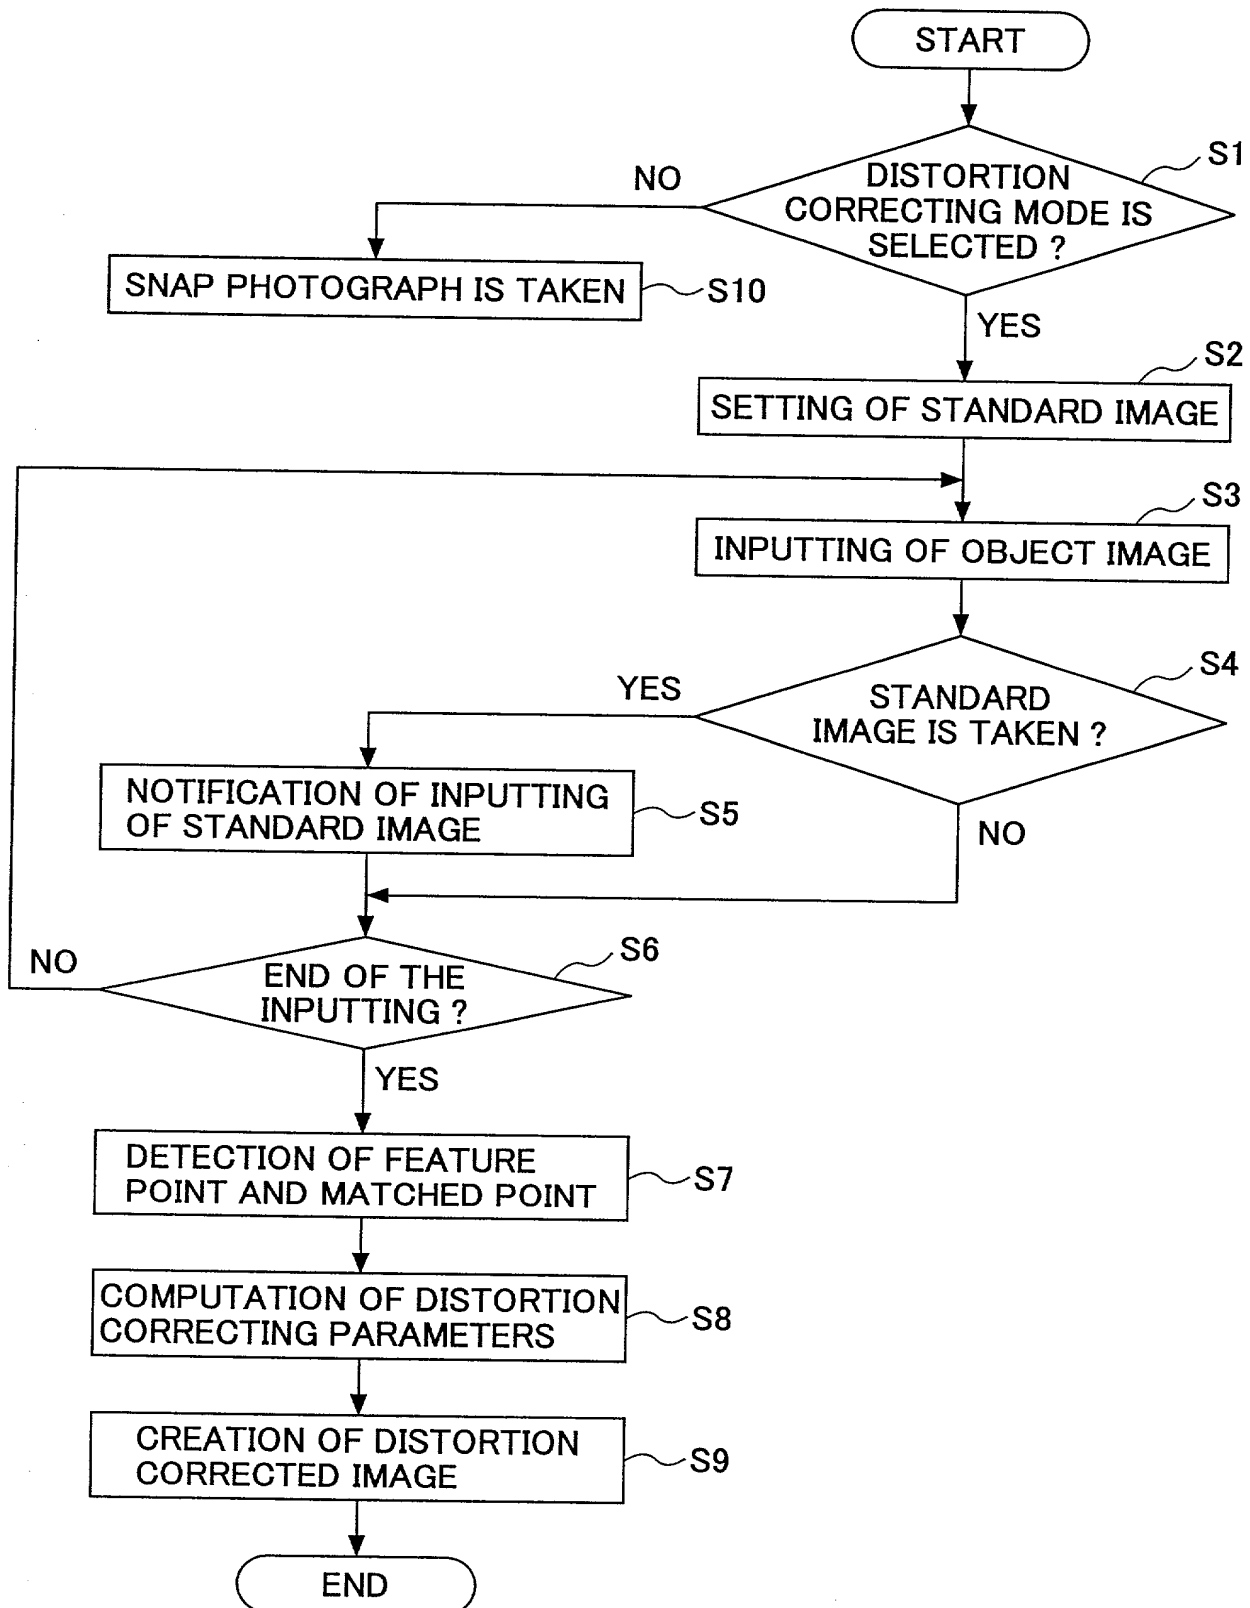 START
S1
NO
DISTORTION
CORRECTING MODE IS
SELECTED ?
SNAP PHOTOGRAPH IS TAKEN
S10
YES
S2
SETTING OF STANDARD IMAGE
S3
INPUTTING OF OBJECT IMAGE
S4
YES
STANDARD
IMAGE IS TAKEN ?
NOTIFICATION OF INPUTTING
OF STANDARD IMAGE
S5
NO
S6
NO
END OF THE
INPUTTING ?
YES
DETECTION OF FEATURE
POINT AND MATCHED POINT
S7
COMPUTATION OF DISTORTION
CORRECTING PARAMETERS
S8
CREATION OF DISTORTION
CORRECTED IMAGE
S9
END